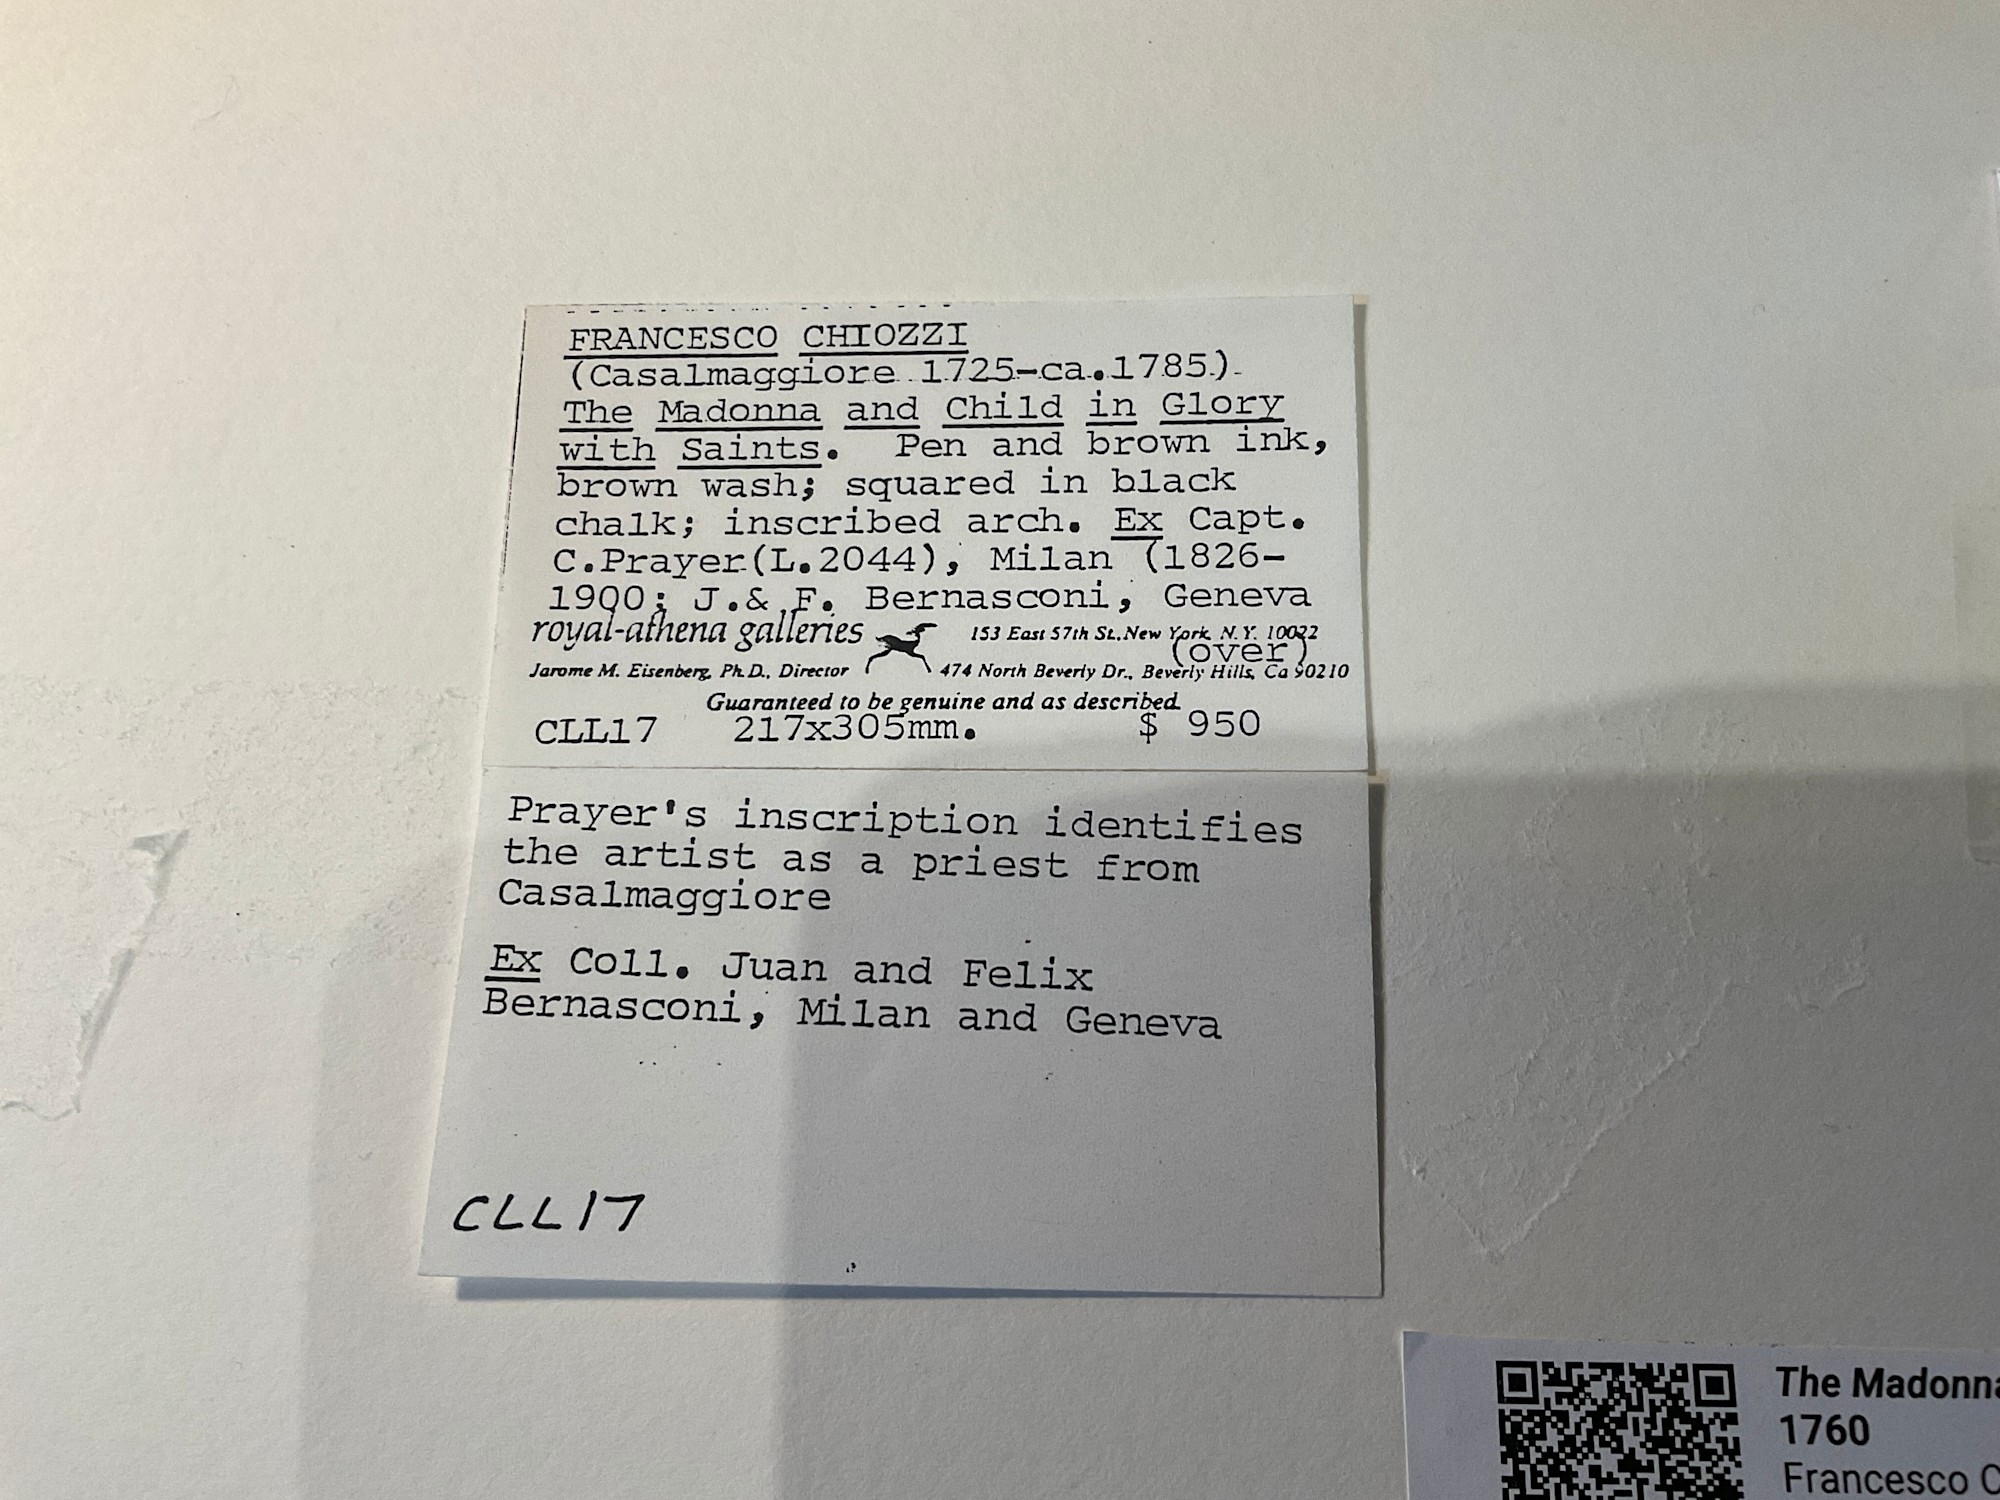 FRANCESCO CHIOZZI
(Casalmaggiore 1725-ca.1785)
The Madonna and Child in Glory
with Saints. Pen and brown ink,
brown wash; squared in black
chalk; inscribed arch. Ex Capt.
C.Prayer(L.2044), Milan (1826-
1900; J.& F. Bernasconi, Geneva
royal-athena galleries 153 East 57th St., New York, N.Y. 10022
(over)
Jarome M. Eisenberg, Ph.D., Director 474 North Beverly Dr., Beverly Hills, Ca 90210
Guaranteed to be genuine and as described.
CLL17 217x305mm. $ 950
Prayer's inscription identifies
the artist as a priest from
Casalmaggiore
Ex Coll. Juan and Felix
Bernasconi, Milan and Geneva
CLL17
The Madonna
1760
Francesco C